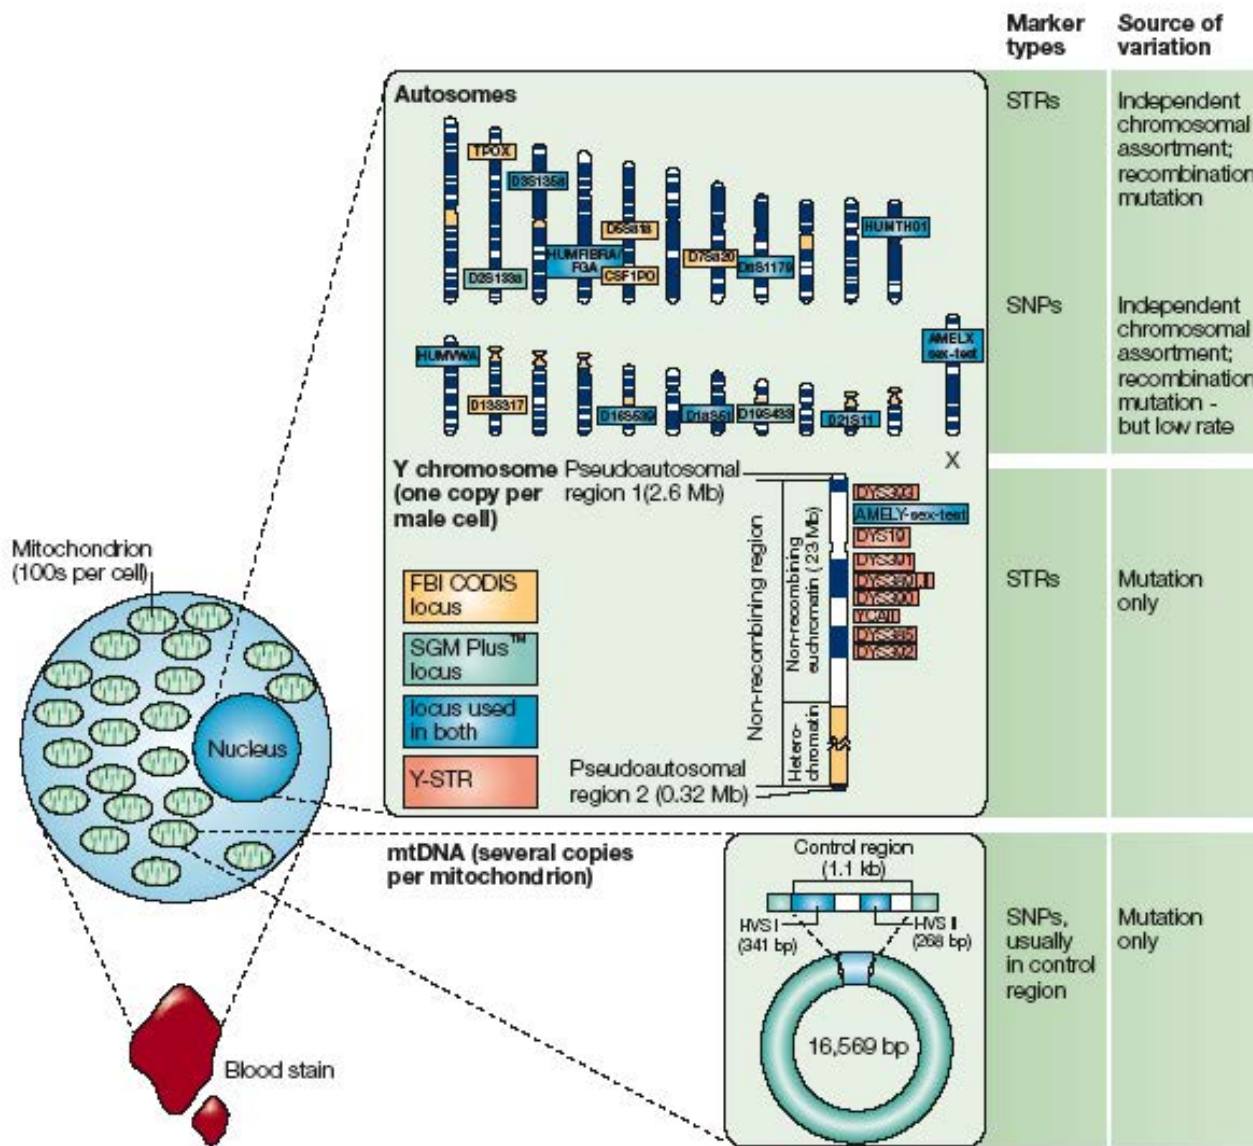 Marker types
Source of variation
Autosomes
TPOX
D3S1358
D5S818
HUMTH01
D2S1338
HUMFIBRA/
FGA
CSF1PO
D7S820
D8S1179
STRs
Independent
chromosomal
assortment;
recombination
mutation
SNPs
Independent
chromosomal
assortment;
recombination
mutation -
but low rate
HUMVWA
AMELX
sex-test
D13S317
D16S539
D18S51
D19S433
D21S11
X
Y chromosome
(one copy per
male cell)
Pseudoautosomal
region 1(2.6 Mb)
Non-recombining region
Non-recombining
euchromatin (23 Mb)
Hetero-
chromatin
DYS393
AMELY-sex-test
DYS19
DYS391
DYS390
YCAII
DYS385
DYS392
STRs
Mutation
only
FBI CODIS
locus
SGM Plus™
locus
locus used
in both
Y-STR
Pseudoautosomal
region 2 (0.32 Mb)
Mitochondrion
(100s per cell)
Nucleus
Blood stain
mtDNA (several copies
per mitochondrion)
Control region
(1.1 kb)
HVS I
(341 bp)
HVS II
(268 bp)
16,569 bp
SNPs,
usually
in control
region
Mutation
only